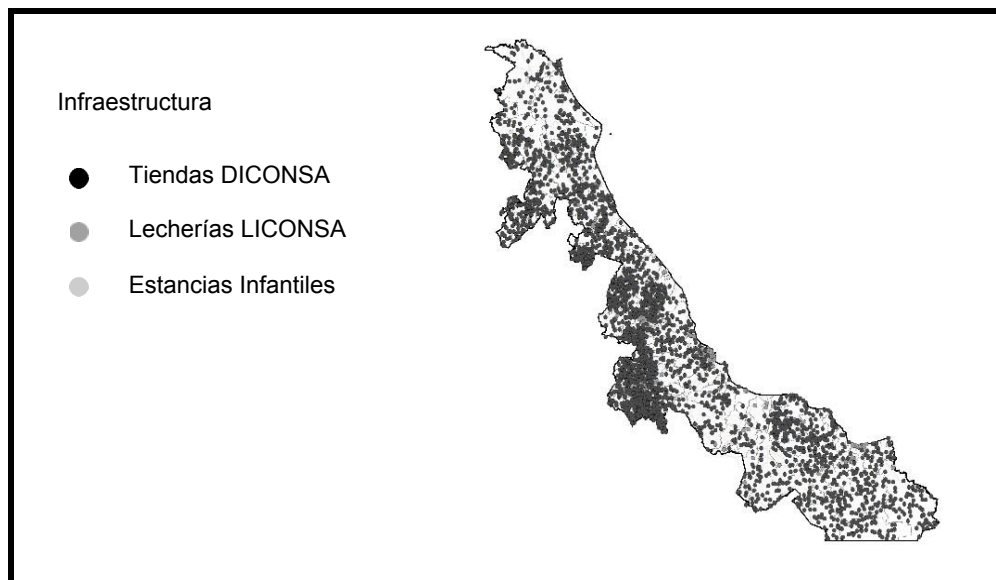 Infraestructura
Tiendas DICONSA
Lecherías LICONSA
Estancias Infantiles